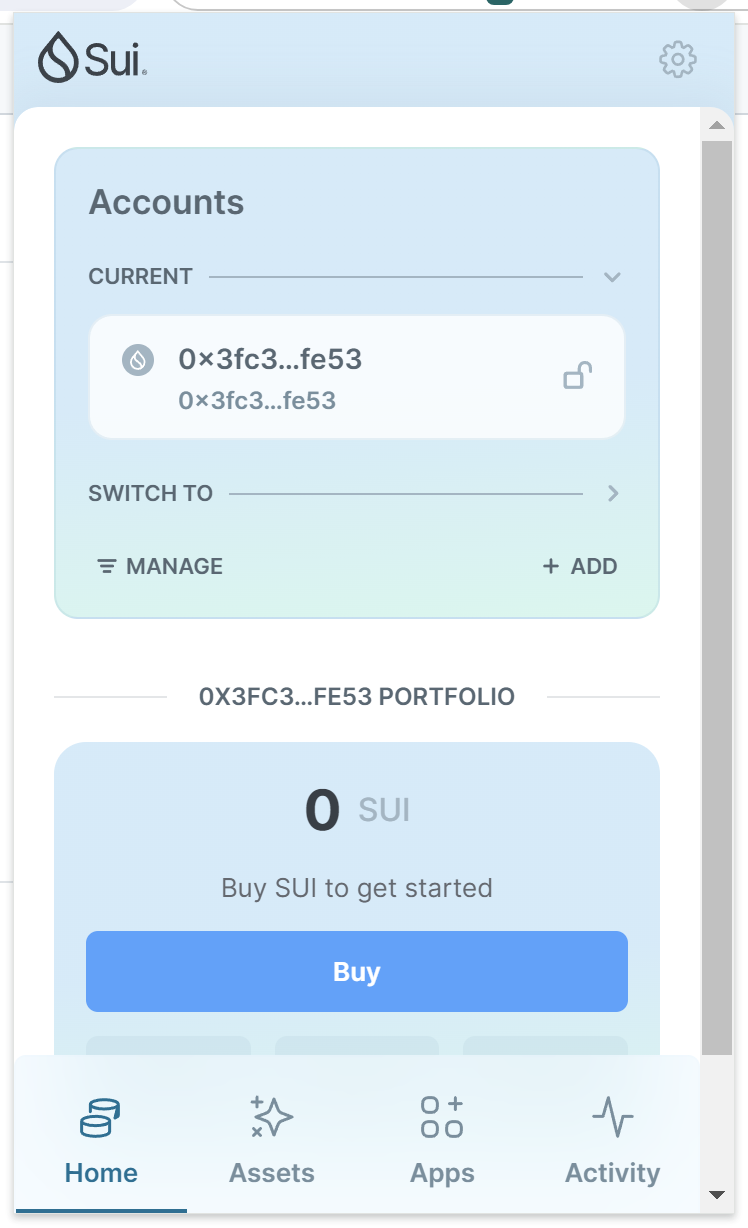 Sui
Accounts
CURRENT
0×3fc3...fe53
0×3fc3...fe53
SWITCH TO
MANAGE
+ ADD
0X3FC3...FE53 PORTFOLIO
0 SUI
Buy SUI to get started
Buy
Home
Assets
Apps
Activity